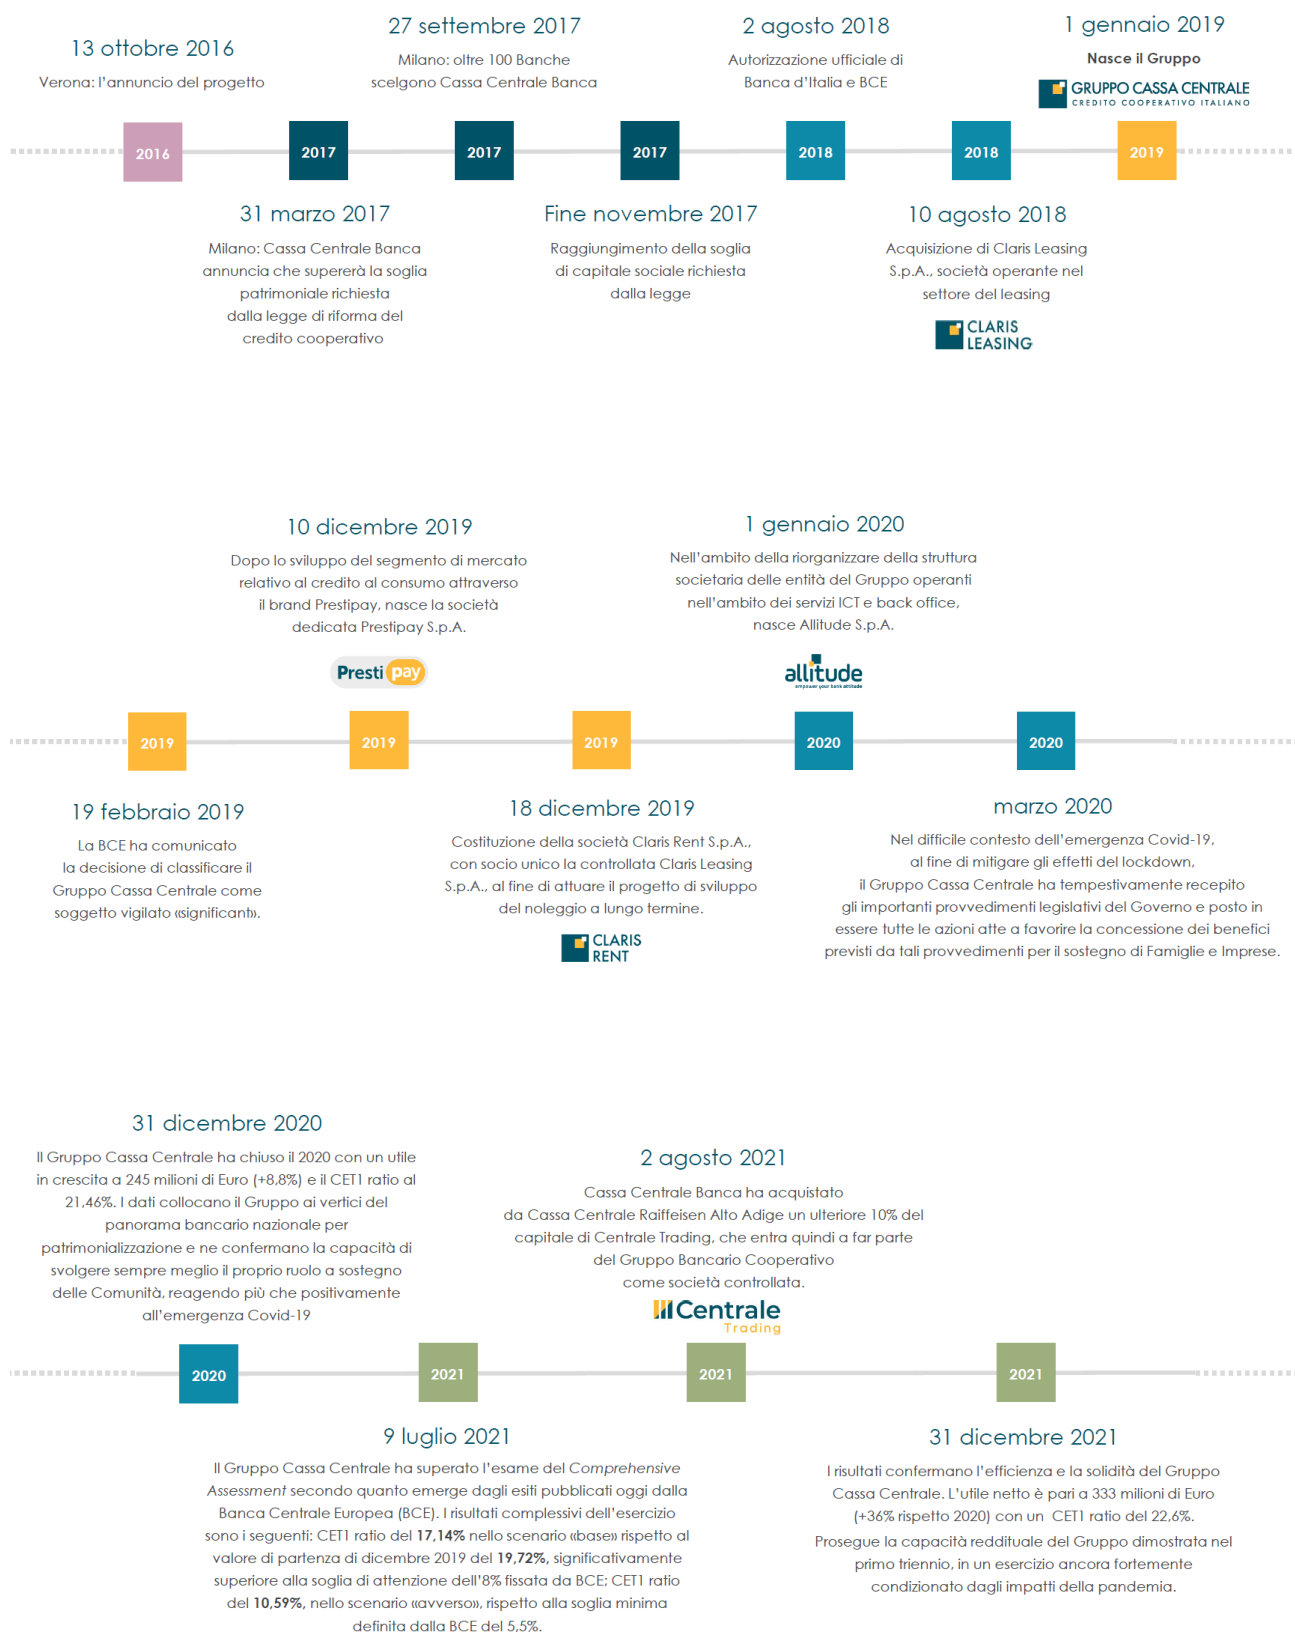 13 ottobre 2016
Verona: l'annuncio del progetto
27 settembre 2017
Milano: oltre 100 Banche
scelgono Cassa Centrale Banca
2 agosto 2018
Autorizzazione ufficiale di
Banca d'Italia e BCE
1 gennaio 2019
Nasce il Gruppo
GRUPPO CASSA CENTRALE
CREDITO COOPERATIVO ITALIANO
2016
2017
2017
2017
2018
2018
2019
31 marzo 2017
Milano: Cassa Centrale Banca
annuncia che supererà la soglia
patrimoniale richiesta
dalla legge di riforma del
credito cooperativo
Fine novembre 2017
Raggiungimento della soglia
di capitale sociale richiesta
dalla legge
10 agosto 2018
Acquisizione di Claris Leasing
S.p.A., società operante nel
settore del leasing
CLARIS
LEASING
10 dicembre 2019
Dopo lo sviluppo del segmento di mercato
relativo al credito al consumo attraverso
il brand Prestipay, nasce la società
dedicata Prestipay S.p.A.
Presti pay
1 gennaio 2020
Nell'ambito della riorganizzare della struttura
societaria delle entità del Gruppo operanti
nell'ambito dei servizi ICT e back office,
nasce Allitude S.p.A.
allitude
empower your bank attitude
2019
2019
2019
2020
2020
19 febbraio 2019
La BCE ha comunicato
la decisione di classificare il
Gruppo Cassa Centrale come
soggetto vigilato «significant».
18 dicembre 2019
Costituzione della società Claris Rent S.p.A.,
con socio unico la controllata Claris Leasing
S.p.A., al fine di attuare il progetto di sviluppo
del noleggio a lungo termine.
CLARIS
RENT
marzo 2020
Nel difficile contesto dell'emergenza Covid-19,
al fine di mitigare gli effetti del lockdown,
il Gruppo Cassa Centrale ha tempestivamente recepito
gli importanti provvedimenti legislativi del Governo e posto in
essere tutte le azioni atte a favorire la concessione dei benefici
previsti da tali provvedimenti per il sostegno di Famiglie e Imprese.
31 dicembre 2020
Il Gruppo Cassa Centrale ha chiuso il 2020 con un utile
in crescita a 245 milioni di Euro (+8,8%) e il CET1 ratio al
21,46%. I dati collocano il Gruppo ai vertici del
panorama bancario nazionale per
patrimonializzazione e ne confermano la capacità di
svolgere sempre meglio il proprio ruolo a sostegno
delle Comunità, reagendo più che positivamente
all'emergenza Covid-19
2 agosto 2021
Cassa Centrale Banca ha acquistato
da Cassa Centrale Raiffeisen Alto Adige un ulteriore 10% del
capitale di Centrale Trading, che entra quindi a far parte
del Gruppo Bancario Cooperativo
come società controllata.
Centrale
Trading
2020
2021
2021
2021
9 luglio 2021
Il Gruppo Cassa Centrale ha superato l'esame del Comprehensive
Assessment secondo quanto emerge dagli esiti pubblicati oggi dalla
Banca Centrale Europea (BCE). I risultati complessivi dell'esercizio
sono i seguenti: CET1 ratio del 17,14% nello scenario «base» rispetto al
valore di partenza di dicembre 2019 del 19,72%, significativamente
superiore alla soglia di attenzione dell'8% fissata da BCE; CET1 ratio
del 10,59%, nello scenario «avverso», rispetto alla soglia minima
definita dalla BCE del 5,5%.
31 dicembre 2021
I risultati confermano l'efficienza e la solidità del Gruppo
Cassa Centrale. L'utile netto è pari a 333 milioni di Euro
(+36% rispetto 2020) con un CET1 ratio del 22,6%.
Prosegue la capacità reddituale del Gruppo dimostrata nel
primo triennio, in un esercizio ancora fortemente
condizionato dagli impatti della pandemia.